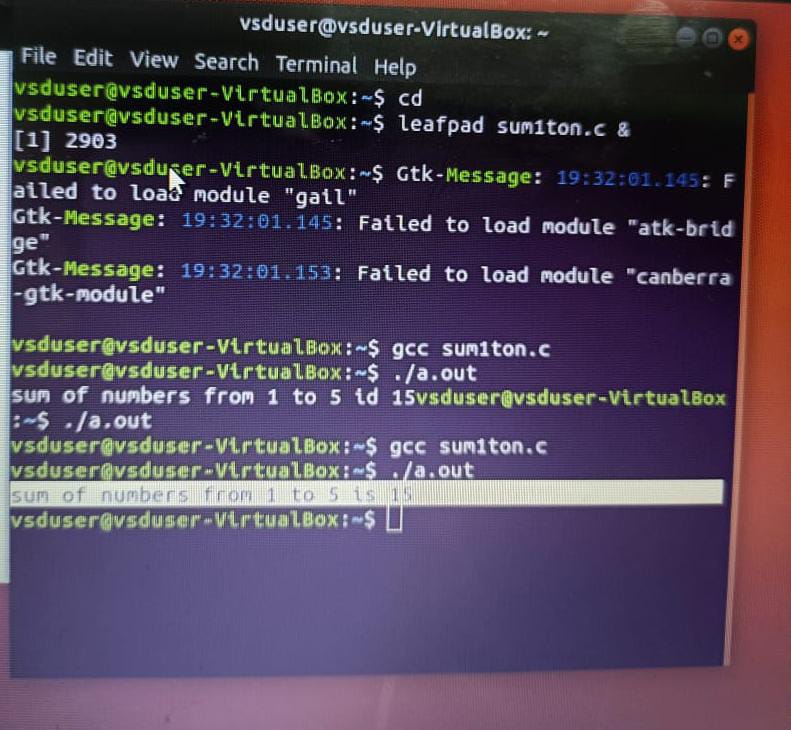 vsduser@vsduser-VirtualBox: ~
File Edit View Search Terminal Help
vsduser@vsduser-VirtualBox:~$ cd
vsduser@vsduser-VirtualBox:~$ leafpad sum1ton.c &
[1] 2903
vsduser@vsduser-VirtualBox:~$ Gtk-Message: 19:32:01.145: F
ailed to load module "gail"
Gtk-Message: 19:32:01.145: Failed to load module "atk-brid
ge"
Gtk-Message: 19:32:01.153: Failed to load module "canberra
-gtk-module"
vsduser@vsduser-VirtualBox:~$ gcc sum1ton.c
vsduser@vsduser-VirtualBox:~$ ./a.out
sum of numbers from 1 to 5 id 15vsduser@vsduser-VirtualBox
:~$ ./a.out
vsduser@vsduser-VirtualBox:~$ gcc sum1ton.c
vsduser@vsduser-VirtualBox:~$ ./a.out
sum of numbers from 1 to 5 is 15
vsduser@vsduser-VirtualBox:~$